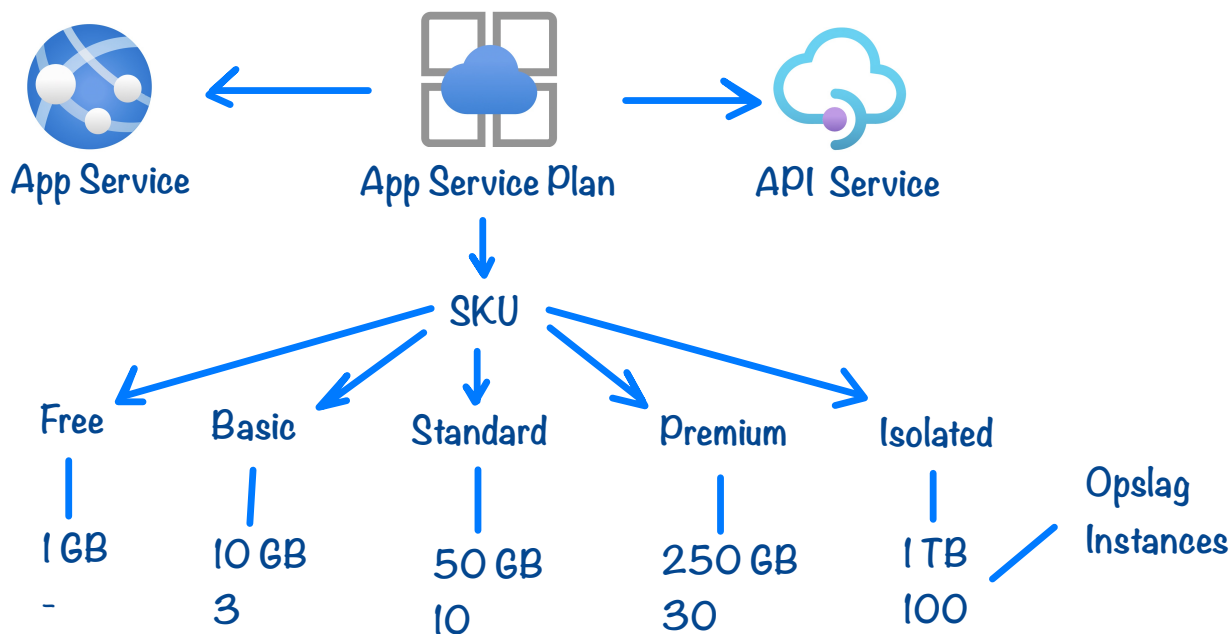 App Service
App Service Plan
API Service
SKU
Free
Basic
Standard
Premium
Isolated
1 GB
-
10 GB
3
50 GB
10
250 GB
30
1 TB
100
Opslag
Instances